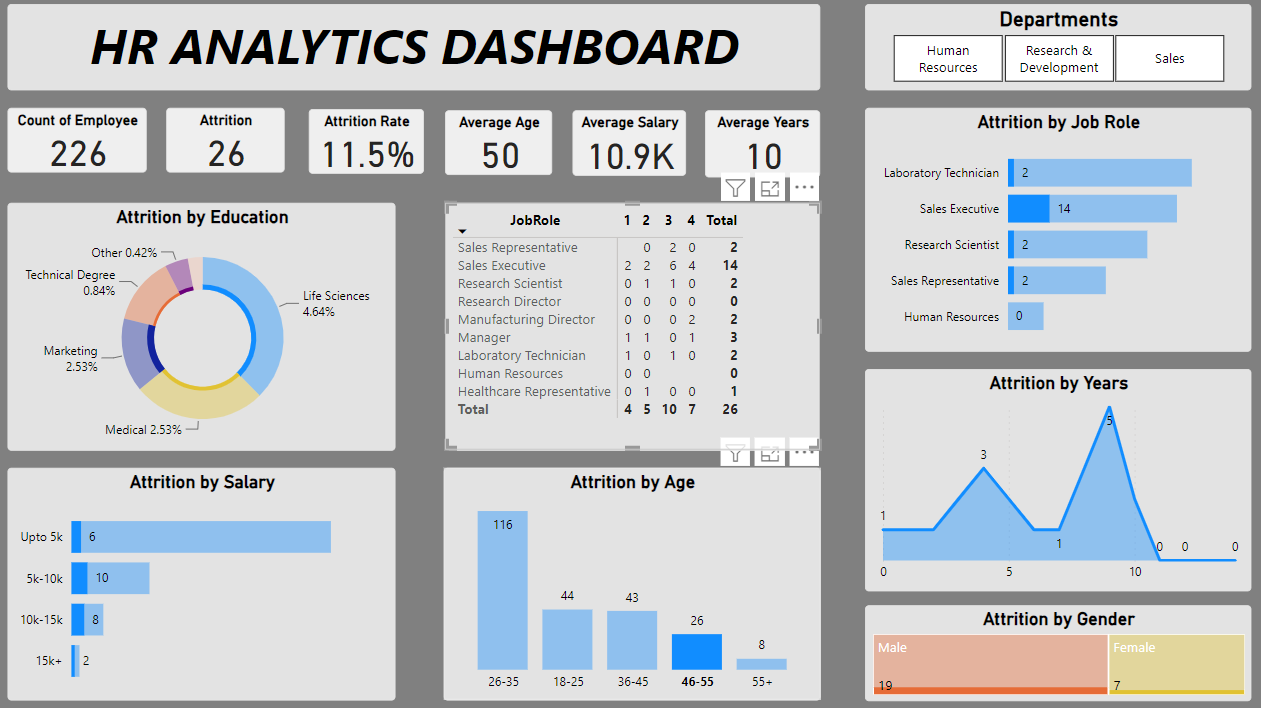 HR ANALYTICS DASHBOARD
Departments
Human Resources
Research & Development
Sales
Count of Employee
226
Attrition
26
Attrition Rate
11.5%
Average Age
50
Average Salary
10.9K
Average Years
10
Attrition by Education
Other 0.42%
Technical Degree
0.84%
Life Sciences
4.64%
Marketing
2.53%
Medical 2.53%
JobRole 1 2 3 4 Total
Sales Representative 0 2 0 2
Sales Executive 2 2 6 4 14
Research Scientist 0 1 1 0 2
Research Director 0 0 0 0 0
Manufacturing Director 0 0 0 2 2
Manager 1 1 0 1 3
Laboratory Technician 1 0 1 0 2
Human Resources 0 0 0
Healthcare Representative 0 1 0 0 1
Total 4 5 10 7 26
Attrition by Job Role
Laboratory Technician 2
Sales Executive 14
Research Scientist 2
Sales Representative 2
Human Resources 0
Attrition by Salary
Upto 5k 6
5k-10k 10
10k-15k 8
15k+ 2
Attrition by Age
116
44
43
26
8
26-35 18-25 36-45 46-55 55+
Attrition by Years
5
3
1
1
0 0 0
0 5 10
Attrition by Gender
Male
19
Female
7